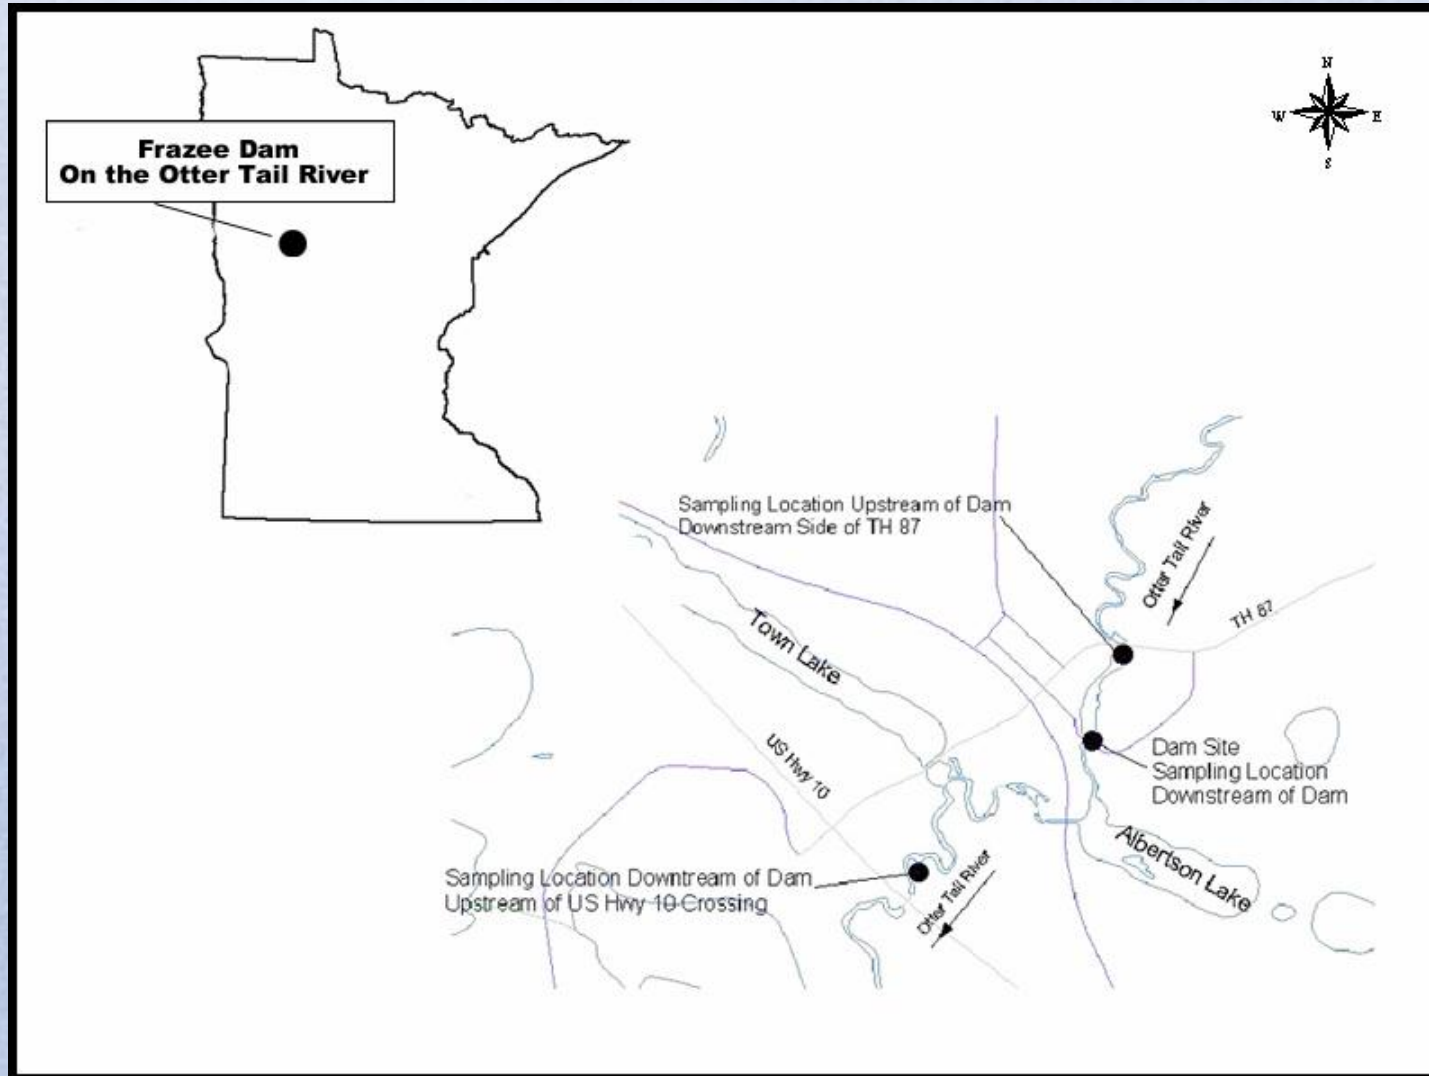 Frazee Dam
On the Otter Tail River
N
W
E
S
Sampling Location Upstream of Dam
Downstream Side of TH 87
Otter Tail River
TH 87
Town Lake
US Hwy 10
Dam Site
Sampling Location
Downstream of Dam
Albertson Lake
Sampling Location Downtream of Dam
Upstream of US Hwy 10 Crossing
Otter Tail River